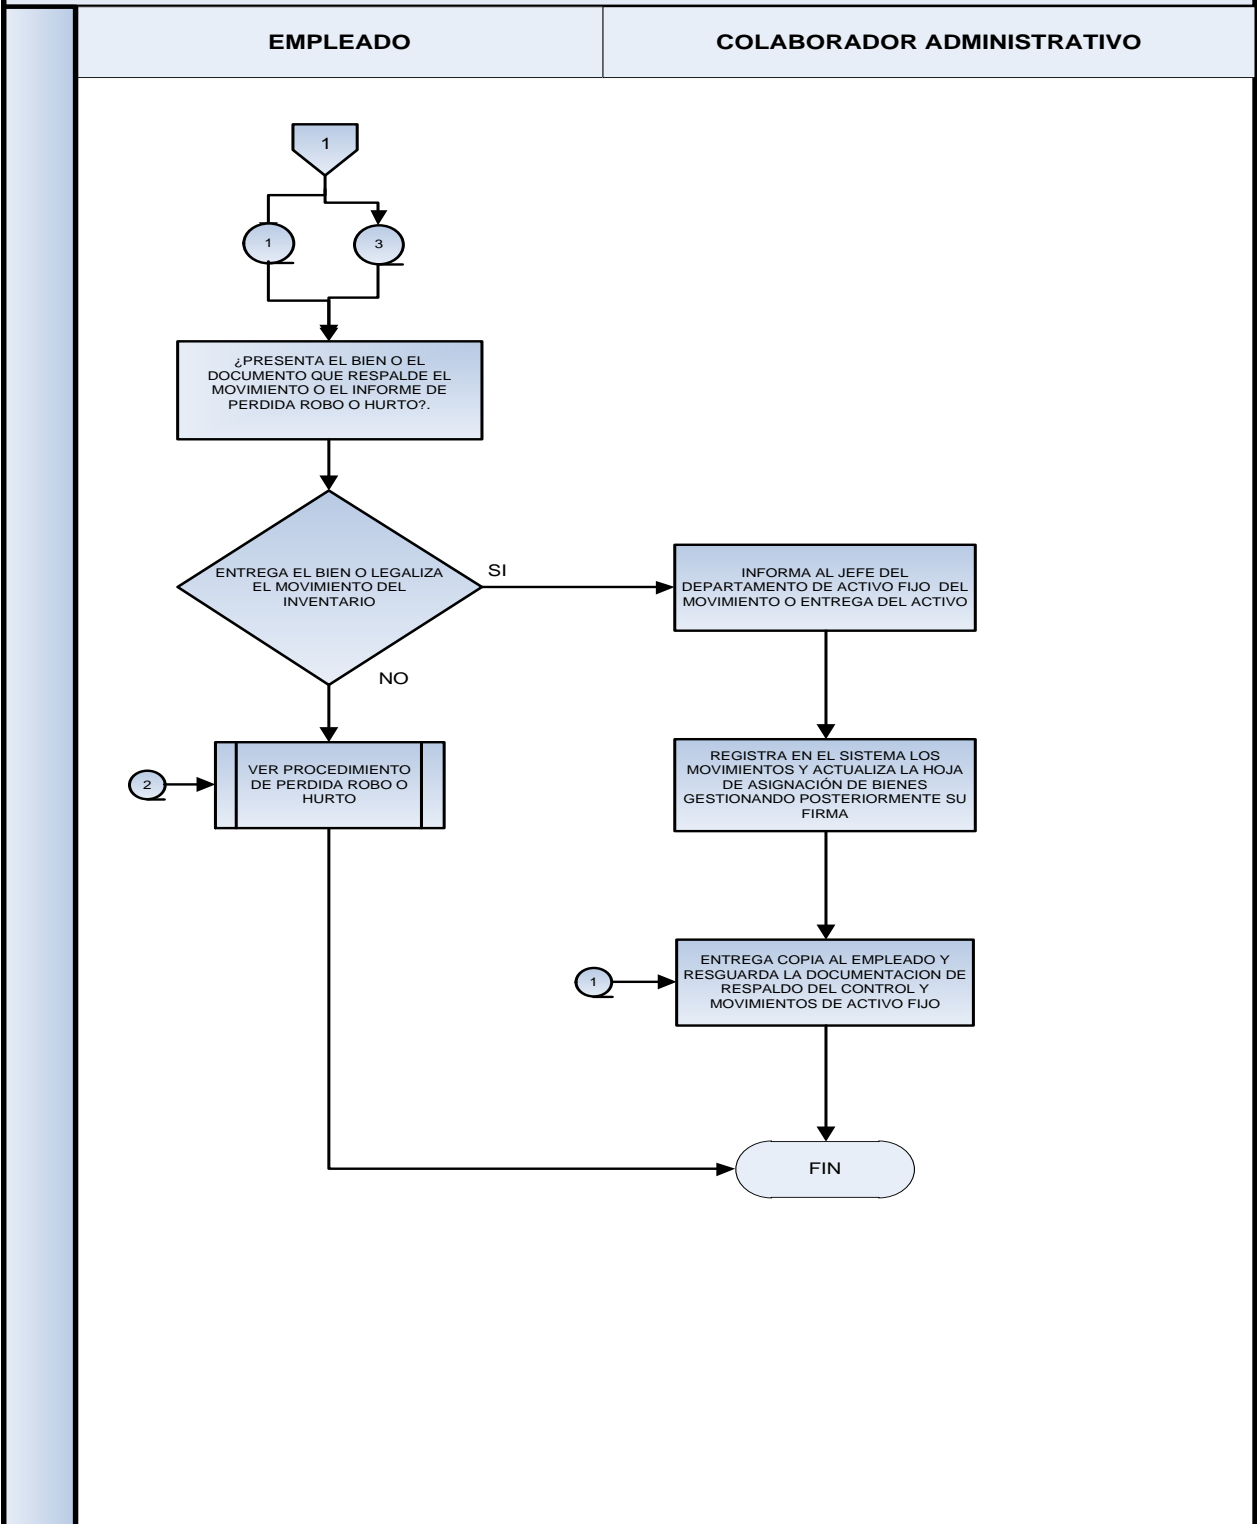 EMPLEADO
COLABORADOR ADMINISTRATIVO
1
1
3
¿PRESENTA EL BIEN O EL
DOCUMENTO QUE RESPALDE EL
MOVIMIENTO O EL INFORME DE
PERDIDA ROBO O HURTO?.
ENTREGA EL BIEN O LEGALIZA
EL MOVIMIENTO DEL
INVENTARIO
SI
INFORMA AL JEFE DEL
DEPARTAMENTO DE ACTIVO FIJO DEL
MOVIMIENTO O ENTREGA DEL ACTIVO
NO
2
VER PROCEDIMIENTO
DE PERDIDA ROBO O
HURTO
REGISTRA EN EL SISTEMA LOS
MOVIMIENTOS Y ACTUALIZA LA HOJA
DE ASIGNACIÓN DE BIENES
GESTIONANDO POSTERIORMENTE SU
FIRMA
1
ENTREGA COPIA AL EMPLEADO Y
RESGUARDA LA DOCUMENTACION DE
RESPALDO DEL CONTROL Y
MOVIMIENTOS DE ACTIVO FIJO
FIN